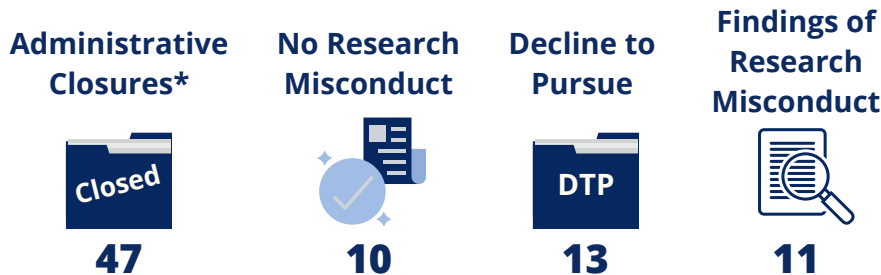 Administrative
Closures*
Closed
47
No Research
Misconduct
10
Decline to
Pursue
DTP
13
Findings of
Research
Misconduct
11